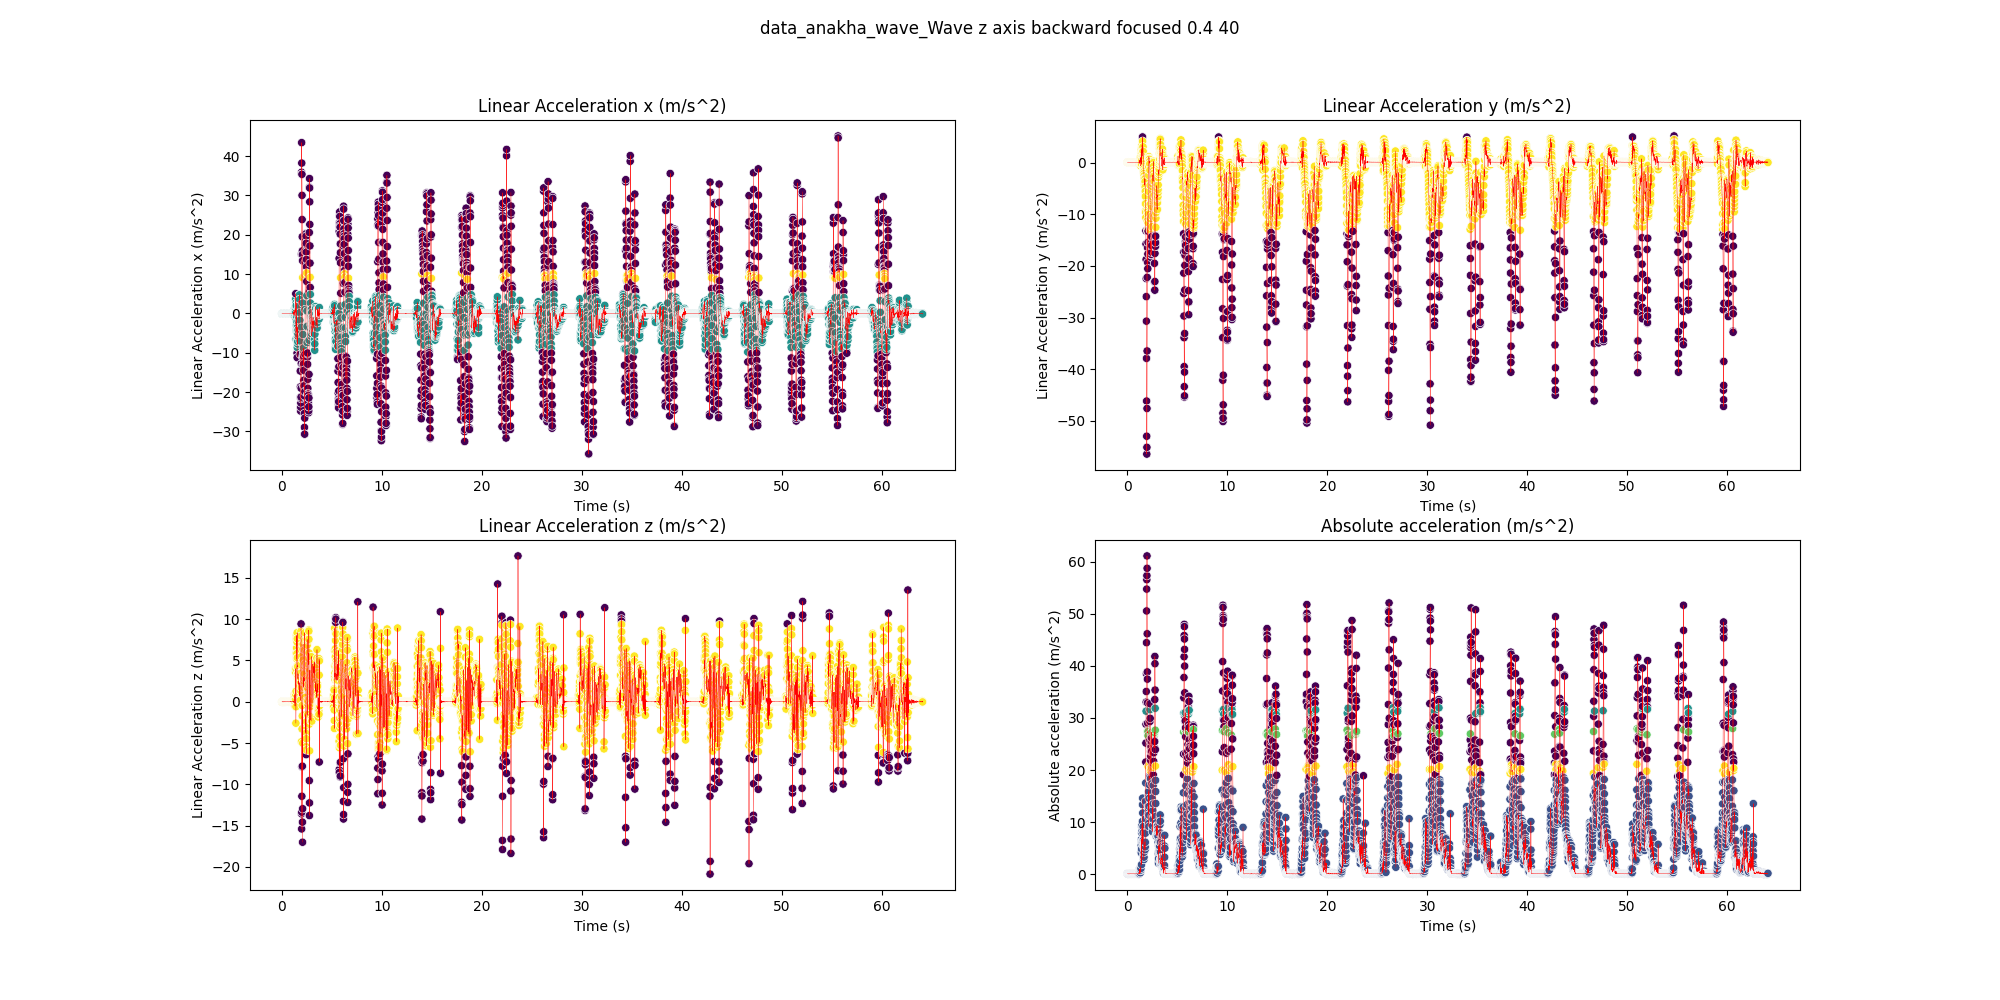 data_anakha_wave_Wave z axis backward focused 0.4 40
Linear Acceleration x (m/s^2)
Linear Acceleration x (m/s^2)
40
30
20
10
0
−10
−20
−30
0 10 20 30 40 50 60
Time (s)
Linear Acceleration y (m/s^2)
Linear Acceleration y (m/s^2)
0
−10
−20
−30
−40
−50
0 10 20 30 40 50 60
Time (s)
Linear Acceleration z (m/s^2)
Linear Acceleration z (m/s^2)
15
10
5
0
−5
−10
−15
−20
0 10 20 30 40 50 60
Time (s)
Absolute acceleration (m/s^2)
Absolute acceleration (m/s^2)
60
50
40
30
20
10
0
0 10 20 30 40 50 60
Time (s)